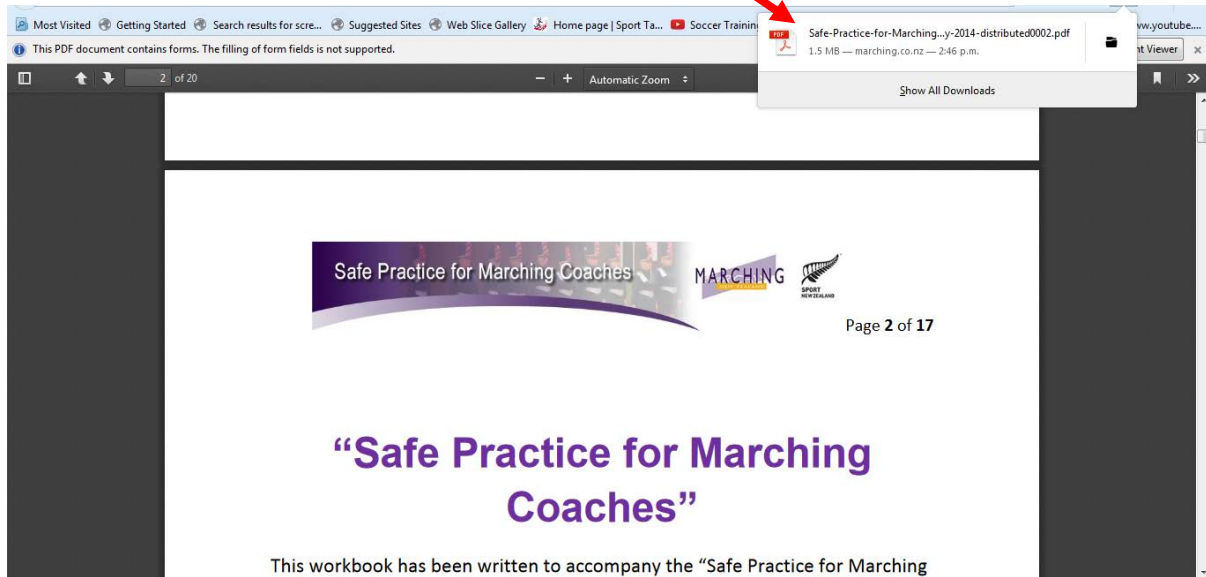 Most Visited Getting Started Search results for scre... Suggested Sites Web Slice Gallery Home page | Sport Ta... Soccer Training
This PDF document contains forms. The filling of form fields is not supported.
PDF
Safe-Practice-for-Marching...y-2014-distributed0002.pdf
1.5 MB — marching.co.nz — 2:46 p.m.
Show All Downloads
ww.youtube....
nt Viewer x
2 of 20
Automatic Zoom
Safe Practice for Marching Coaches
MARCHING
NEW ZEALAND
SPORT
NEW ZEALAND
Page 2 of 17
“Safe Practice for Marching
Coaches”
This workbook has been written to accompany the “Safe Practice for Marching